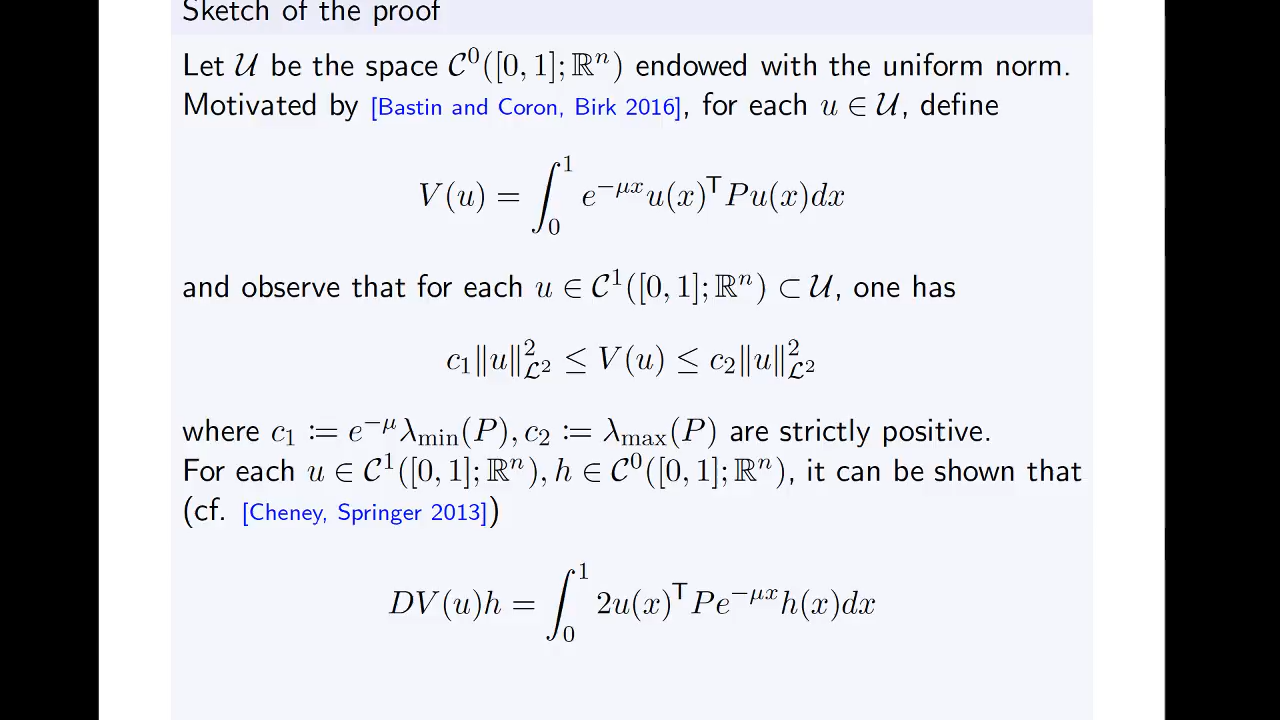 Sketch of the proof
Let 𝒰 be the space 𝒞⁰([0, 1]; ℝⁿ) endowed with the uniform norm.
Motivated by [Bastin and Coron, Birk 2016], for each u ∈ 𝒰, define
V(u) = ∫₀¹ e^{−μx} u(x)^⊤ P u(x) dx
and observe that for each u ∈ 𝒞¹([0, 1]; ℝⁿ) ⊂ 𝒰, one has
c₁‖u‖²_{ℒ²} ≤ V(u) ≤ c₂‖u‖²_{ℒ²}
where c₁ := e^{−μ}λ_min(P), c₂ := λ_max(P) are strictly positive.
For each u ∈ 𝒞¹([0, 1]; ℝⁿ), h ∈ 𝒞⁰([0, 1]; ℝⁿ), it can be shown that
(cf. [Cheney, Springer 2013])
DV(u)h = ∫₀¹ 2u(x)^⊤ P e^{−μx} h(x) dx